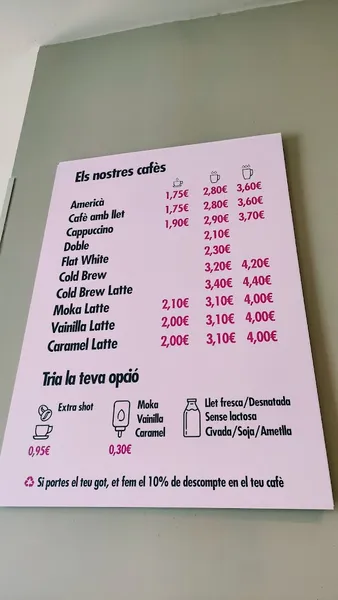 Els nostres cafès
Americà 1,75€ 2,80€ 3,60€
Cafè amb llet 1,75€ 2,80€ 3,60€
Cappuccino 1,90€ 2,90€ 3,70€
Doble 2,10€
Flat White 2,30€
Cold Brew 3,20€ 4,20€
Cold Brew Latte 3,40€ 4,40€
Moka Latte 2,10€ 3,10€ 4,00€
Vainilla Latte 2,00€ 3,10€ 4,00€
Caramel Latte 2,00€ 3,10€ 4,00€
Tria la teva opció
Extra shot
0,95€
Moka
Vainilla
Caramel
0,30€
Llet fresca/Desnatada
Sense lactosa
Civada/Soja/Ametlla
Si portes el teu got, et fem el 10% de descompte en el teu cafè